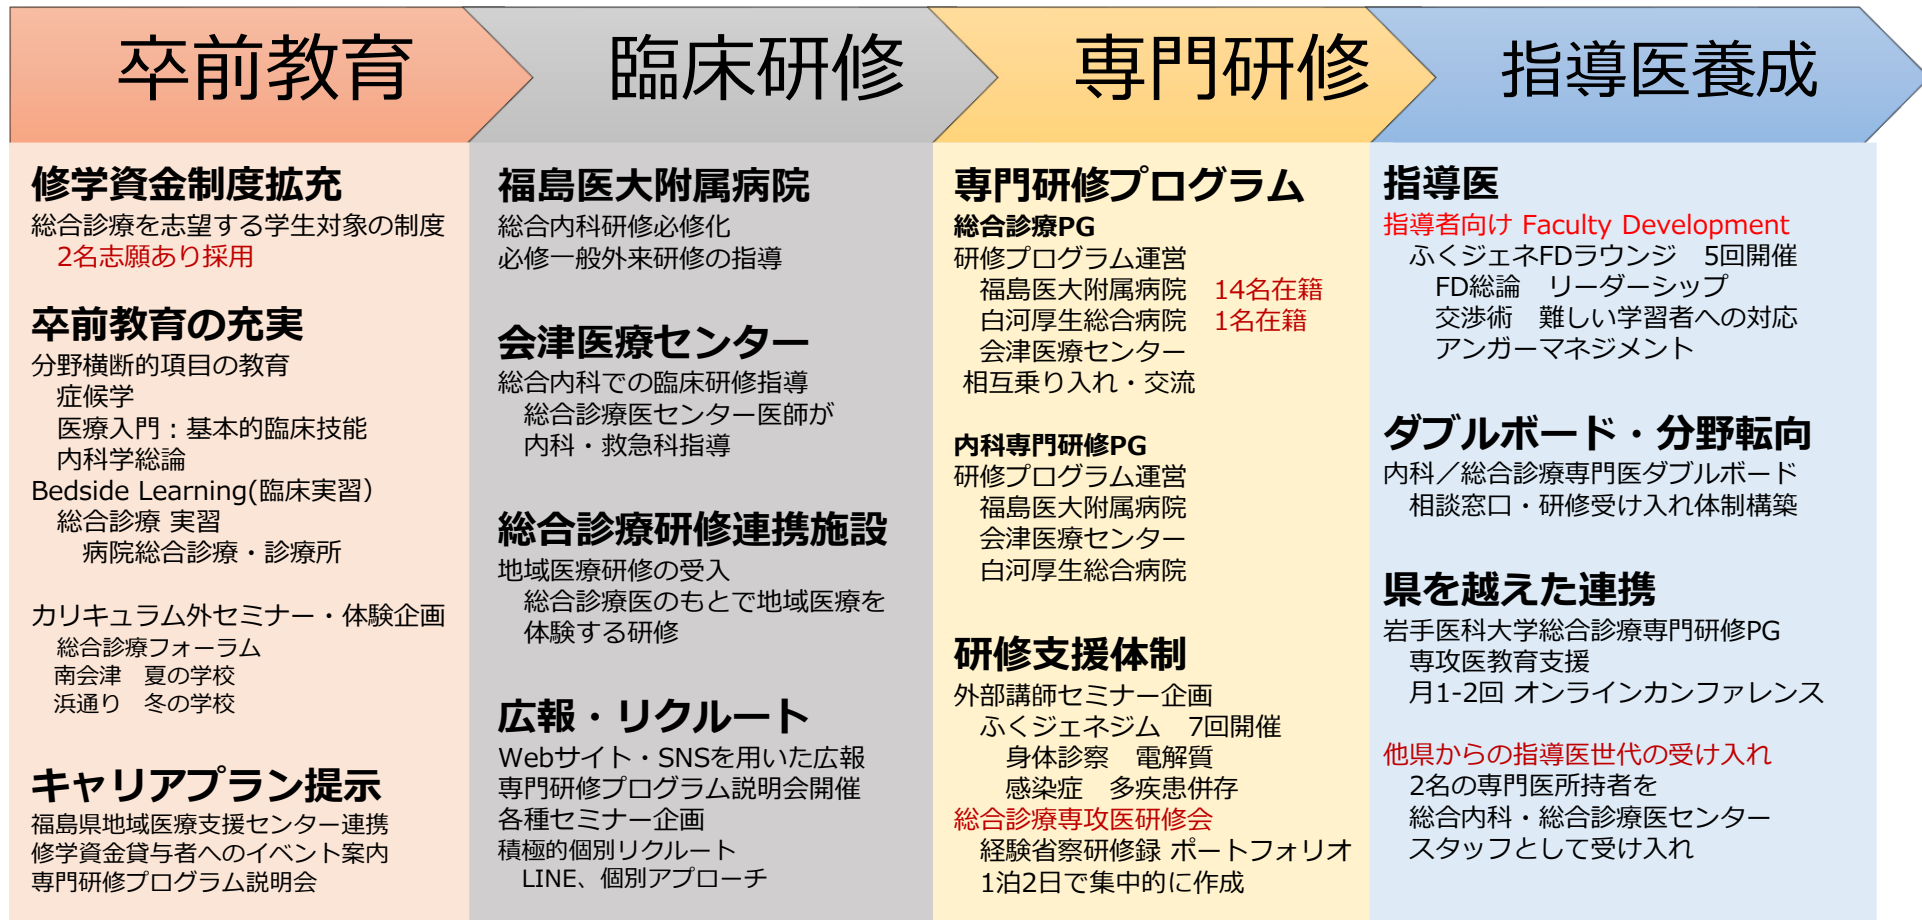 卒前教育
修学資金制度拡充
総合診療を志望する学生対象の制度
2名志願あり採用
卒前教育の充実
分野横断的項目の教育
症候学
医療入門：基本的臨床技能
内科学総論
Bedside Learning(臨床実習）
総合診療 実習
病院総合診療・診療所
カリキュラム外セミナー・体験企画
総合診療フォーラム
南会津　夏の学校
浜通り　冬の学校
キャリアプラン提示
福島県地域医療支援センター連携
修学資金貸与者へのイベント案内
専門研修プログラム説明会
臨床研修
福島医大附属病院
総合内科研修必修化
必修一般外来研修の指導
会津医療センター
総合内科での臨床研修指導
総合診療医センター医師が
内科・救急科指導
総合診療研修連携施設
地域医療研修の受入
総合診療医のもとで地域医療を
体験する研修
広報・リクルート
Webサイト・SNSを用いた広報
専門研修プログラム説明会開催
各種セミナー企画
積極的個別リクルート
LINE、個別アプローチ
専門研修
専門研修プログラム
総合診療PG
研修プログラム運営
福島医大附属病院　14名在籍
白河厚生総合病院　1名在籍
会津医療センター
相互乗り入れ・交流
内科専門研修PG
研修プログラム運営
福島医大附属病院
会津医療センター
白河厚生総合病院
研修支援体制
外部講師セミナー企画
ふくジェネジム　7回開催
身体診察　電解質
感染症　多疾患併存
総合診療専攻医研修会
経験省察研修録 ポートフォリオ
1泊2日で集中的に作成
指導医養成
指導医
指導者向け Faculty Development
ふくジェネFDラウンジ　5回開催
FD総論　リーダーシップ
交渉術　難しい学習者への対応
アンガーマネジメント
ダブルボード・分野転向
内科／総合診療専門医ダブルボード
相談窓口・研修受け入れ体制構築
県を越えた連携
岩手医科大学総合診療専門研修PG
専攻医教育支援
月1-2回 オンラインカンファレンス
他県からの指導医世代の受け入れ
2名の専門医所持者を
総合内科・総合診療医センター
スタッフとして受け入れ